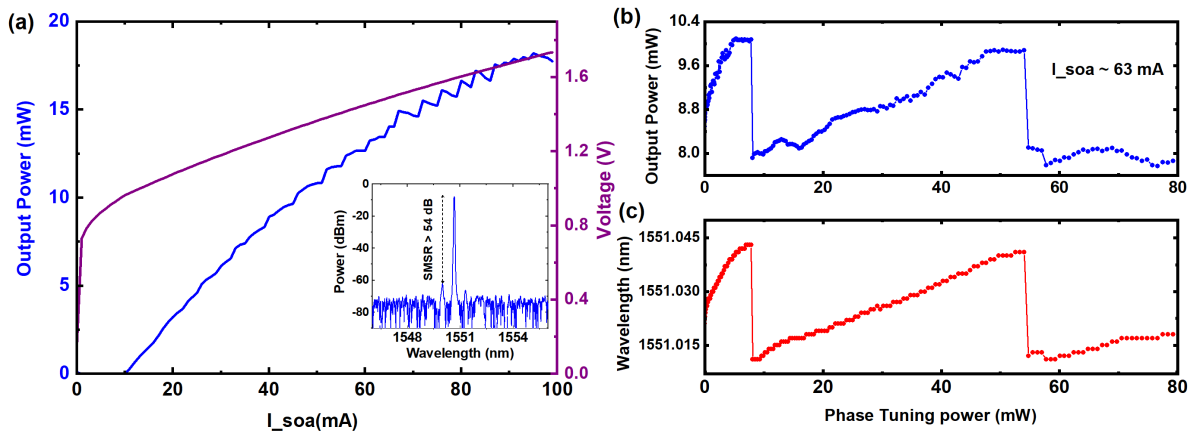 (a)
20
15
10
5
0
Output Power (mW)
0 20 40 60 80 100
I_soa(mA)
1.6
1.2
0.8
0.4
0.0
Voltage (V)
0
-20
-40
-60
-80
Power (dBm)
SMSR > 54 dB
1548 1551 1554
Wavelength (nm)
(b)
10.4
9.6
8.8
8.0
Output Power (mW)
I_soa ~ 63 mA
0 20 40 60 80
(c)
1551.045
1551.030
1551.015
Wavelength (nm)
0 20 40 60 80
Phase Tuning power (mW)